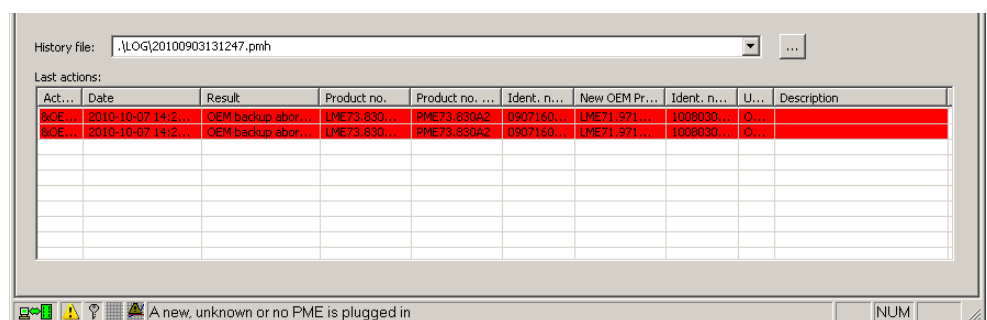 History file: .\LOG\20100903131247.pmh ...
Last actions:
Act... Date Result Product no. Product no. ... Ident. n... New OEM Pr... Ident. n... U... Description
&OE... 2010-10-07 14:2... OEM backup abor... LME73.830... PME73.830A2 0907160... LME71.971... 1008030... O...
&OE... 2010-10-07 14:2... OEM backup abor... LME73.830... PME73.830A2 0907160... LME71.971... 1008030... O...
A new, unknown or no PME is plugged in NUM